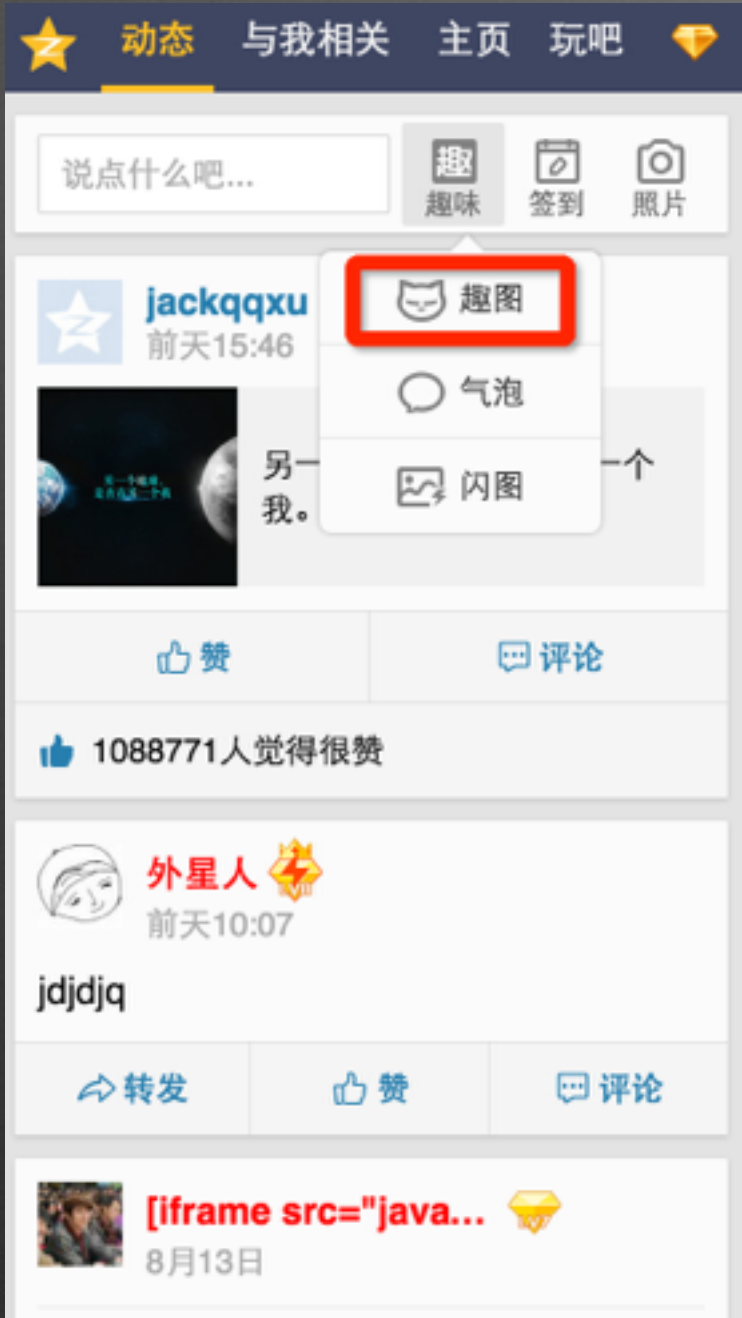 动态 与我相关 主页 玩吧
说点什么吧... 趣 趣味 签到 照片
jackqqxu
前天15:46
趣图
气泡
闪图
另一 一个
我。
赞 评论
1088771人觉得很赞
外星人
前天10:07
jdjdjq
转发 赞 评论
[iframe src="java...
8月13日